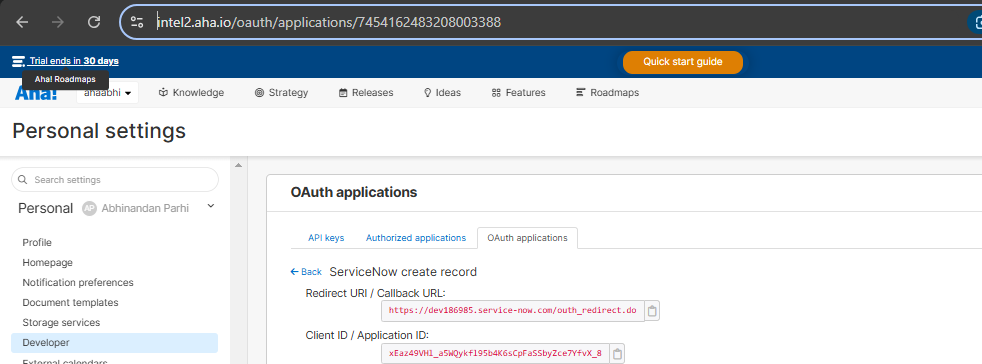 intel2.aha.io/oauth/applications/7454162483208003388
Trial ends in 30 days
Quick start guide
Aha! Roadmaps
Aha! ahaabhi Knowledge Strategy Releases Ideas Features Roadmaps
Personal settings
Search settings
Personal AP Abhinandan Parhi
Profile
Homepage
Notification preferences
Document templates
Storage services
Developer
External calendars
OAuth applications
API keys Authorized applications OAuth applications
Back ServiceNow create record
Redirect URI / Callback URL:
https://dev186985.service-now.com/outh_redirect.do
Client ID / Application ID:
xEaz49VH1_a5WQykfl95b4K6sCpFaSSbyZce7YfvX_8